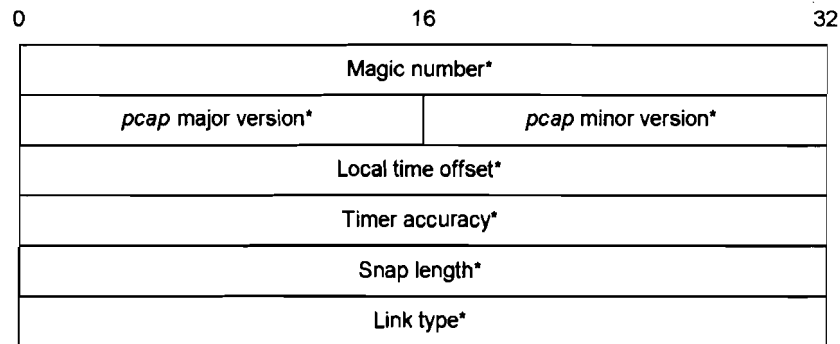 0 16 32
Magic number*
pcap major version* pcap minor version*
Local time offset*
Timer accuracy*
Snap length*
Link type*